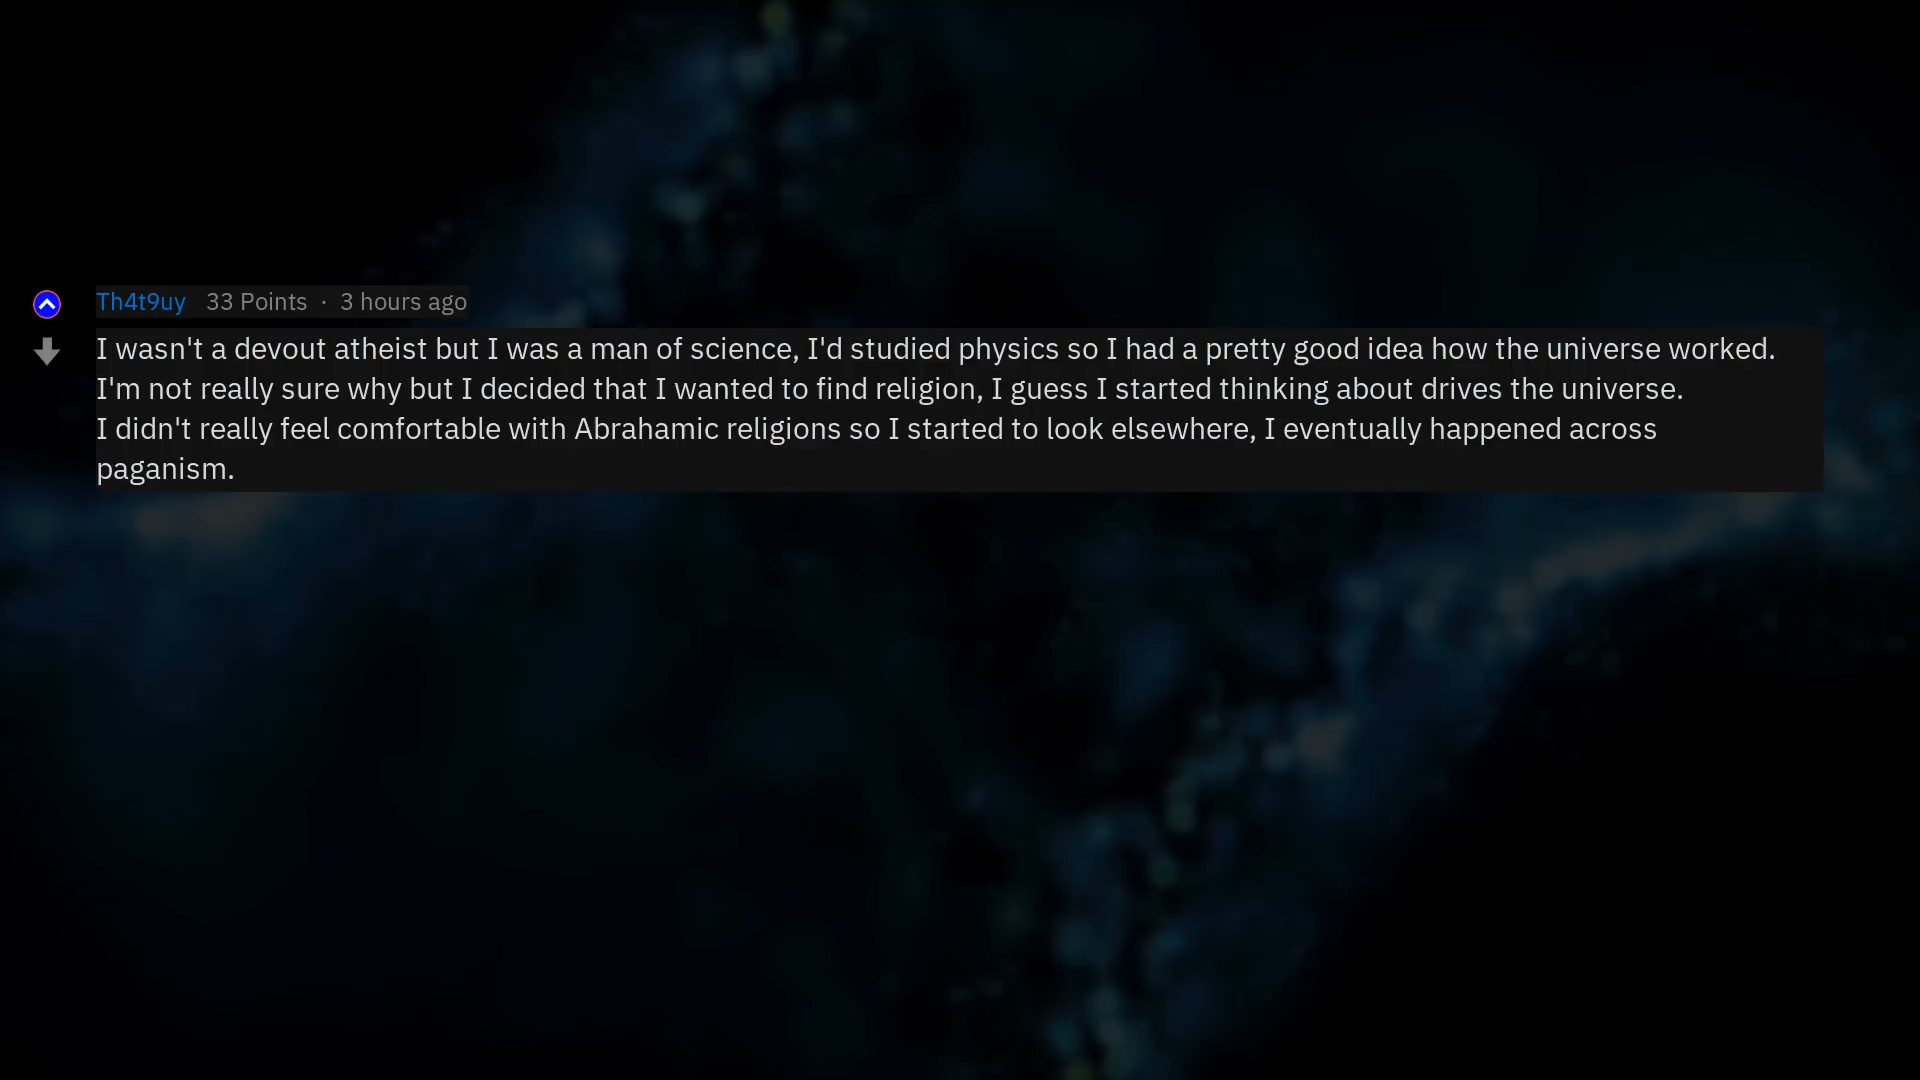 Th4t9uy 33 Points · 3 hours ago
I wasn't a devout atheist but I was a man of science, I'd studied physics so I had a pretty good idea how the universe worked.
I'm not really sure why but I decided that I wanted to find religion, I guess I started thinking about drives the universe.
I didn't really feel comfortable with Abrahamic religions so I started to look elsewhere, I eventually happened across
paganism.